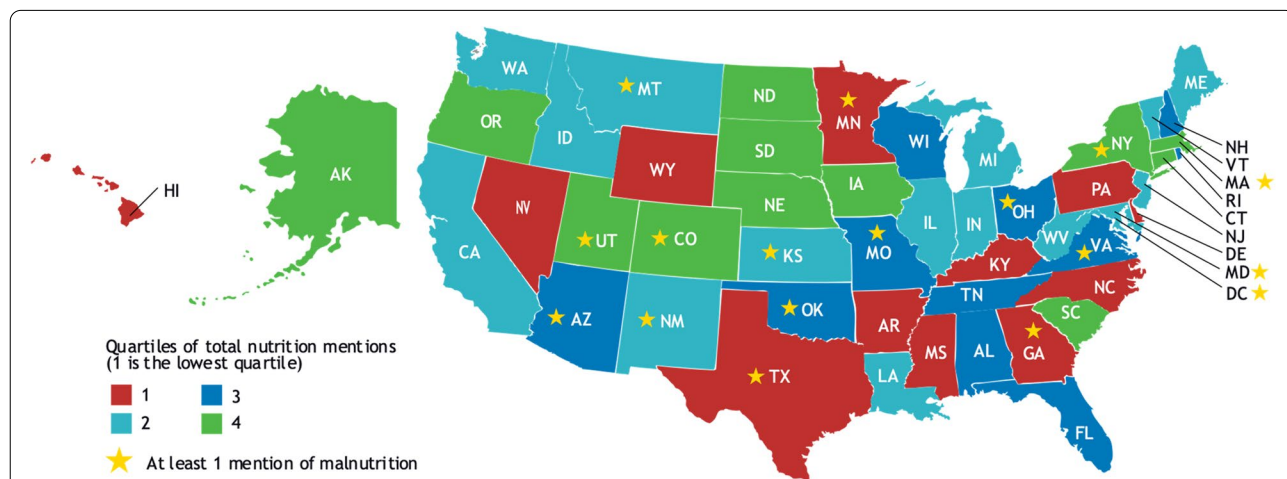 WA
MT
ND
MN
ME
OR
ID
SD
WI
MI
NY
NH
VT
MA
RI
CT
NJ
DE
MD
DC
AK
HI
WY
IA
PA
NV
NE
IL
IN
OH
UT
CO
CA
KS
MO
WV
VA
KY
NC
AZ
NM
OK
TN
SC
AR
MS
AL
GA
TX
LA
FL
Quartiles of total nutrition mentions
(1 is the lowest quartile)
1
3
2
4
At least 1 mention of malnutrition